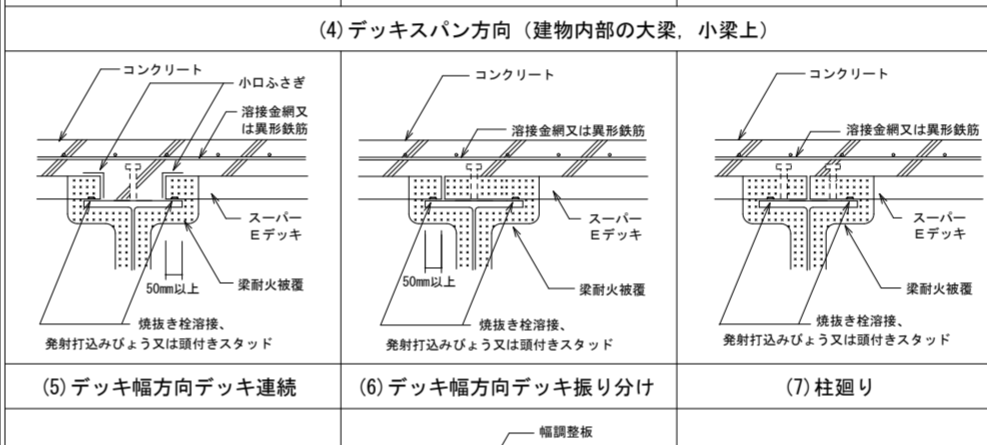 (4)デッキスパン方向（建物内部の大梁，小梁上）
コンクリート
小口ふさぎ
溶接金網又
は異形鉄筋
スーパー
Ｅデッキ
50mm以上
梁耐火被覆
焼抜き栓溶接、
発射打込みびょう又は頭付きスタッド
コンクリート
溶接金網又は異形鉄筋
スーパー
Ｅデッキ
50mm以上
梁耐火被覆
焼抜き栓溶接、
発射打込みびょう又は頭付きスタッド
コンクリート
溶接金網又は異形鉄筋
スーパー
Ｅデッキ
梁耐火被覆
焼抜き栓溶接、
発射打込みびょう又は頭付きスタッド
(5)デッキ幅方向デッキ連続
(6)デッキ幅方向デッキ振り分け
(7)柱廻り
幅調整板